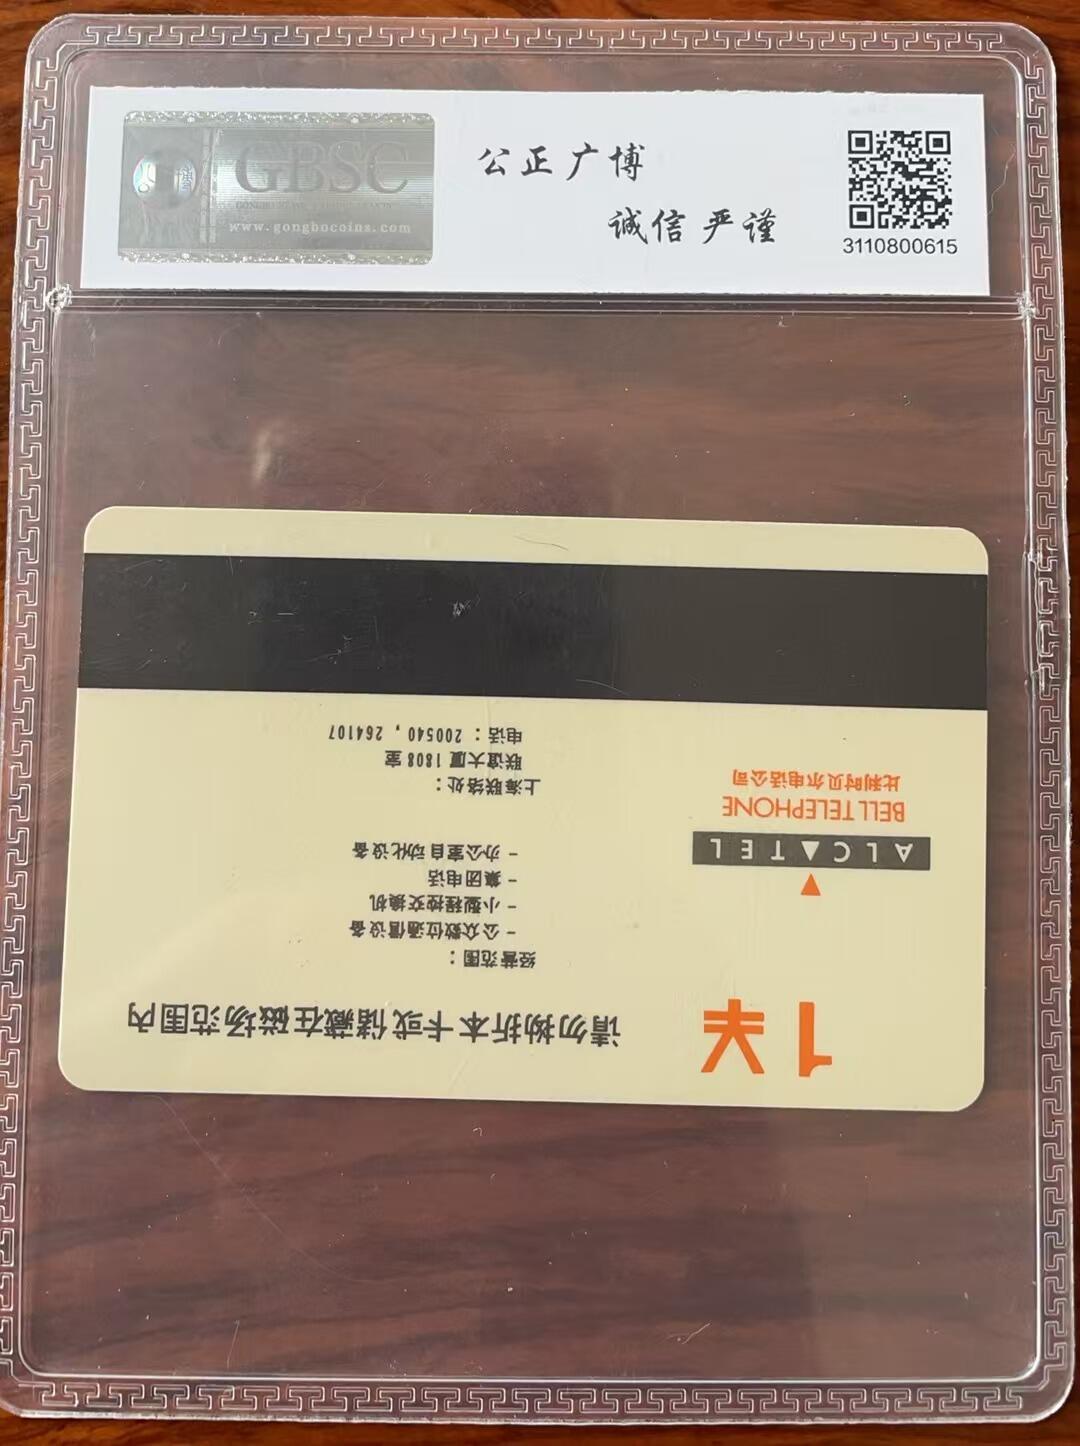 GBSC
www.gongbocoins.com
公正广博
诚信严谨
3110800615
1¥
请勿拗折本卡或储藏在磁场范围内
ALCATEL
BELL TELEPHONE
比利时贝尔电话公司
经营范围：
- 公众数位通信设备
- 小型程控交换机
- 集团电话
- 办公室自动化设备
上海联络处：
联谊大厦1808室
电话：200540，264107